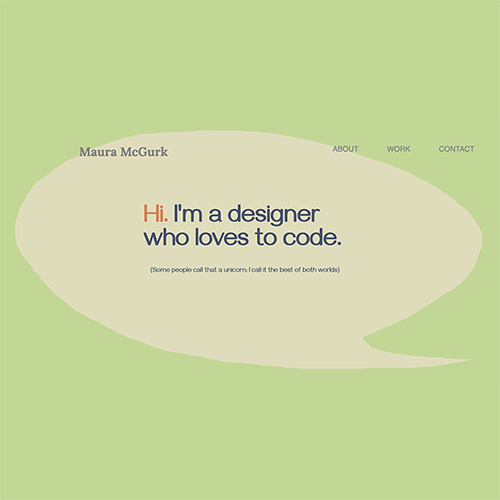 Maura McGurk
ABOUT WORK CONTACT
Hi. I'm a designer
who loves to code.
(Some people call that a unicorn; I call it the best of both worlds)